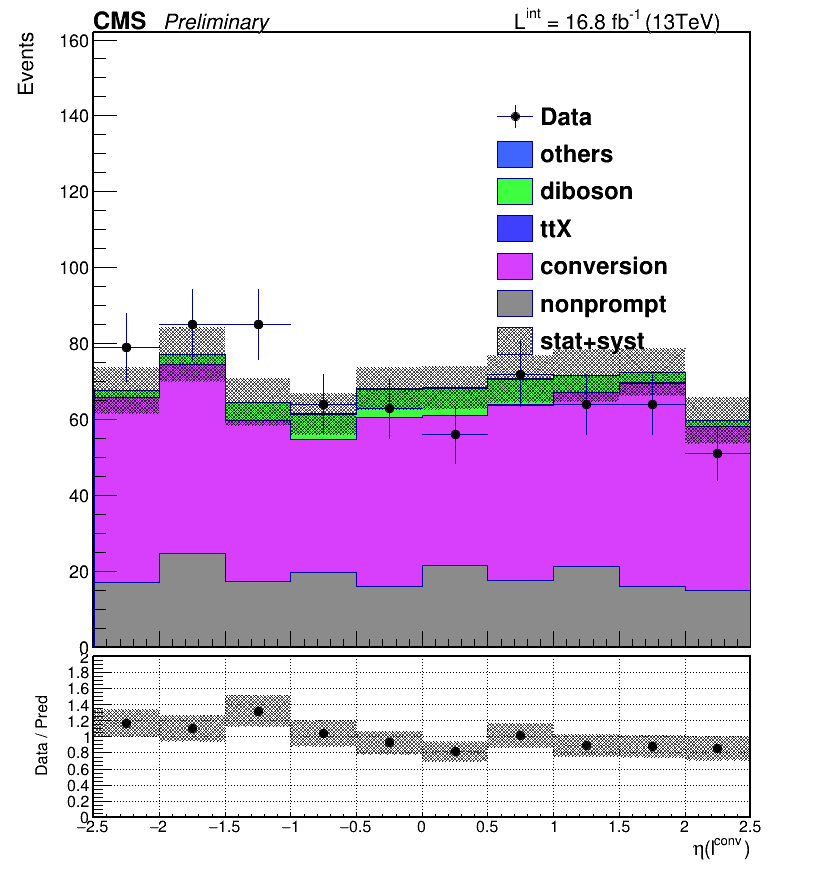 CMS Preliminary L^int = 16.8 fb^-1 (13TeV)
Events
160
140
120
100
80
60
40
20
0
Data
others
diboson
ttX
conversion
nonprompt
stat+syst
Data / Pred
2
1.8
1.6
1.4
1.2
1
0.8
0.6
0.4
0.2
0
−2.5 −2 −1.5 −1 −0.5 0 0.5 1 1.5 2 2.5
η(l^conv)